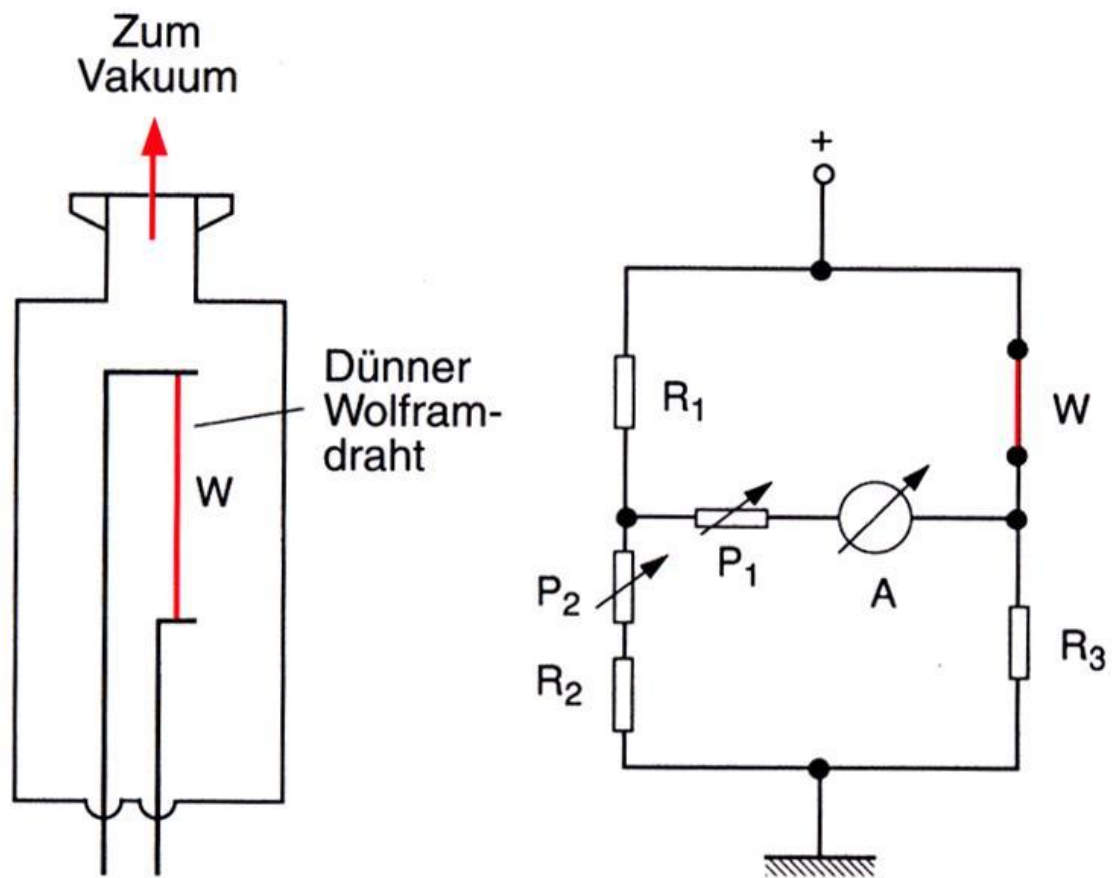 Zum
Vakuum
Dünner
Wolfram-
draht
W
+
R₁
W
P₁
A
P₂
R₂
R₃